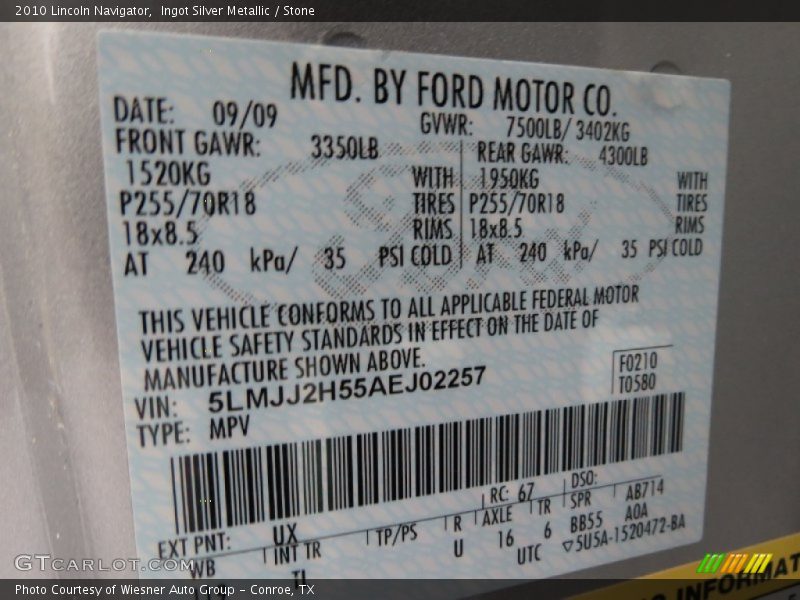 2010 Lincoln Navigator,  Ingot Silver Metallic / Stone
MFD. BY FORD MOTOR CO.
DATE: 09/09 GVWR: 7500LB/ 3402KG
FRONT GAWR: 3350LB REAR GAWR: 4300LB
1520KG WITH 1950KG WITH
P255/70R18 TIRES P255/70R18 TIRES
18x8.5 RIMS 18x8.5 RIMS
AT 240 kPa/ 35 PSI COLD AT 240 kPa/ 35 PSI COLD
THIS VEHICLE CONFORMS TO ALL APPLICABLE FEDERAL MOTOR
VEHICLE SAFETY STANDARDS IN EFFECT ON THE DATE OF
MANUFACTURE SHOWN ABOVE.
F0210
T0580
VIN: 5LMJJ2H55AEJ02257
TYPE: MPV
EXT PNT: UX RC: 67 DSO:
WB INT TR TP/PS R AXLE TR SPR AB714
U 16 6 BB55 A0A
UTC ▽5U5A-1520472-BA
NG INFORMAT
GTcarlot.com
Photo Courtesy of Wiesner Auto Group - Conroe, TX